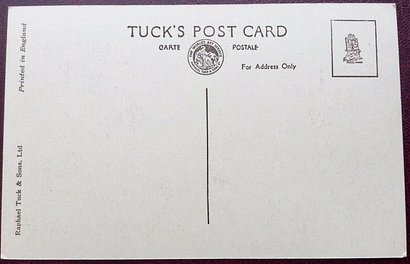 TUCK'S POST CARD
CARTE POSTALE
For Address Only
Raphael Tuck & Sons, Ltd
Printed in England